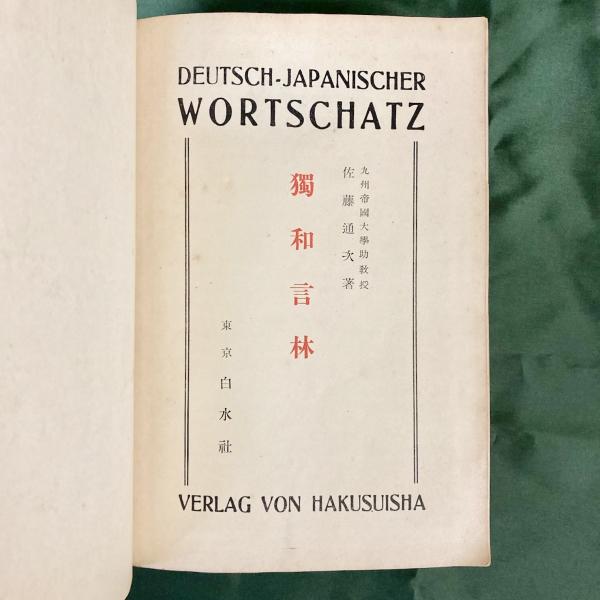 DEUTSCH-JAPANISCHER
WORTSCHATZ
九州帝國大學助教授
佐藤通次著
獨和言林
東京白水社
VERLAG VON HAKUSUISHA